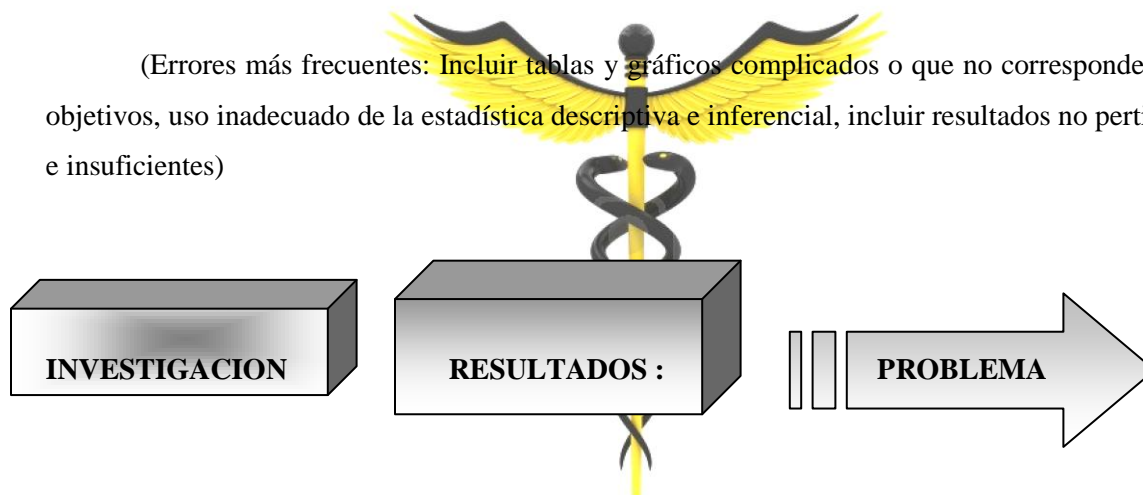 (Errores más frecuentes: Incluir tablas y gráficos complicados o que no corresponde
objetivos, uso inadecuado de la estadística descriptiva e inferencial, incluir resultados no perti
e insuficientes)
INVESTIGACION
RESULTADOS :
PROBLEMA